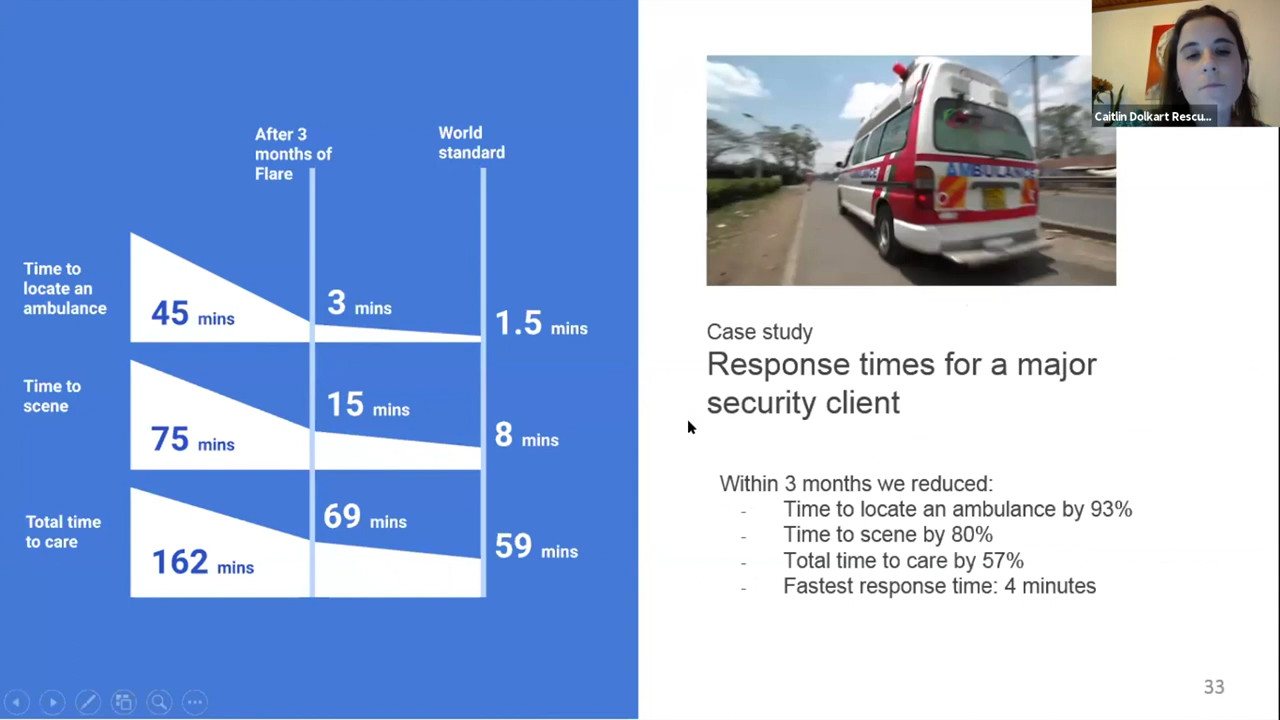 After 3
months of
Flare
World
standard
Time to
locate an
ambulance
45 mins
3 mins
1.5 mins
Time to
scene
75 mins
15 mins
8 mins
Total time
to care
162 mins
69 mins
59 mins
AMBULANCE
Caitlin Dolkart Rescu...
Case study
Response times for a major
security client
Within 3 months we reduced:
- Time to locate an ambulance by 93%
- Time to scene by 80%
- Total time to care by 57%
- Fastest response time: 4 minutes
33